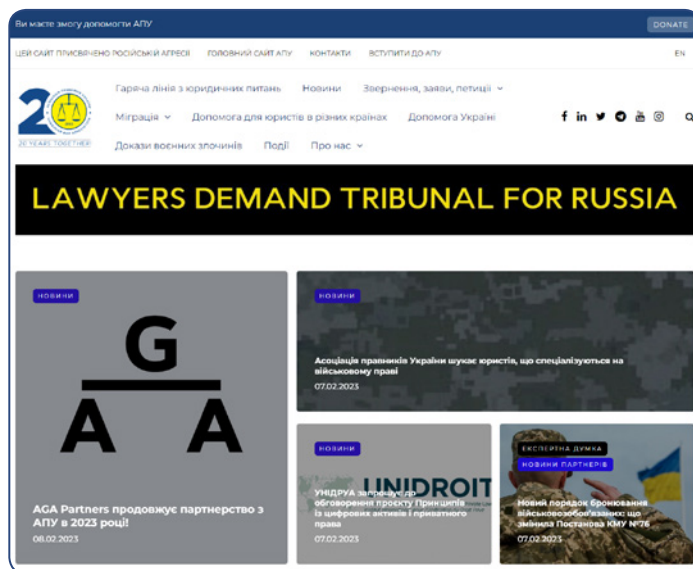 Ви маєте змогу допомогти АПУ
DONATE
ЦЕЙ САЙТ ПРИСВЯЧЕНО РОСІЙСЬКІЙ АГРЕСІЇ
ГОЛОВНИЙ САЙТ АПУ
КОНТАКТИ
ВСТУПИТИ ДО АПУ
EN
20
20 YEARS TOGETHER
Гаряча лінія з юридичних питань
Новини
Звернення, заяви, петиції
Міграція
Допомога для юристів в різних країнах
Допомога Україні
Докази воєнних злочинів
Події
Про нас
LAWYERS DEMAND TRIBUNAL FOR RUSSIA
НОВИНИ
G
A A
AGA Partners продовжує партнерство з
АПУ в 2023 році!
08.02.2023
НОВИНИ
Асоціація правників України шукає юристів, що спеціалізуються на
військовому праві
07.02.2023
НОВИНИ
UNIDROIT
УНІДРУА запрошує до
обговорення проєкту Принципів
із цифрових активів і приватного
права
07.02.2023
ЕКСПЕРТНА ДУМКА
НОВИНИ ПАРТНЕРІВ
Новий порядок бронювання
військовозобов'язаних: що
змінила Постанова КМУ №76
07.02.2023